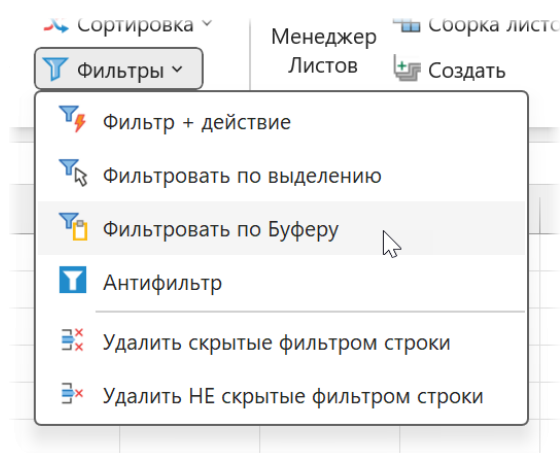 Сортировка
Менеджер
Листов
Сборка листо
Создать
Фильтры
Фильтр + действие
Фильтровать по выделению
Фильтровать по Буферу
Антифильтр
Удалить скрытые фильтром строки
Удалить НЕ скрытые фильтром строки